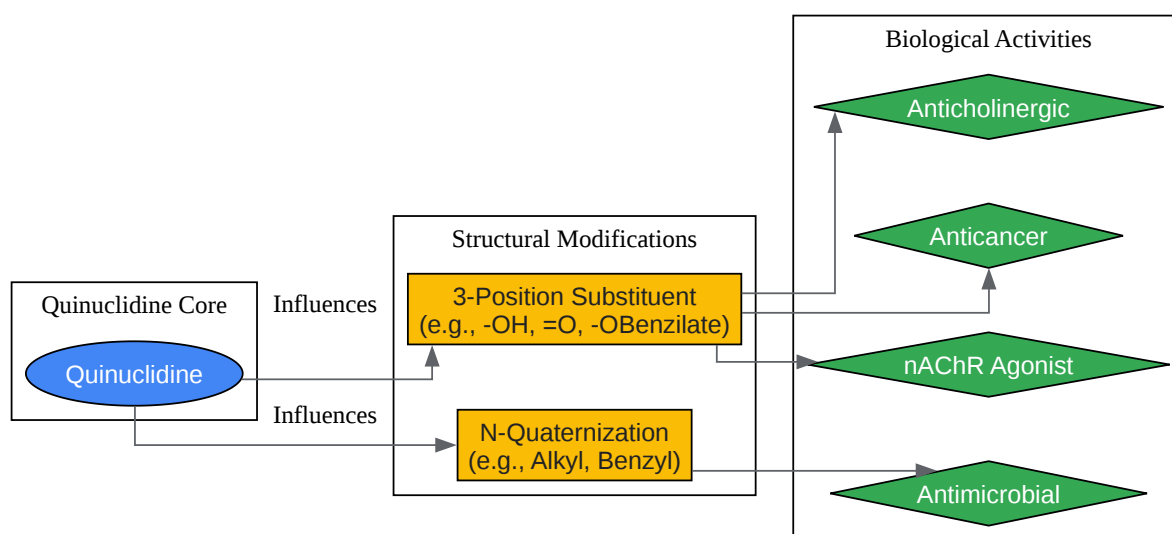 Quinuclidine Core
Quinuclidine
Influences
Influences
Structural Modifications
3-Position Substituent
(e.g., -OH, =O, -OBenzilate)
N-Quaternization
(e.g., Alkyl, Benzyl)
Biological Activities
Anticholinergic
Anticancer
nAChR Agonist
Antimicrobial